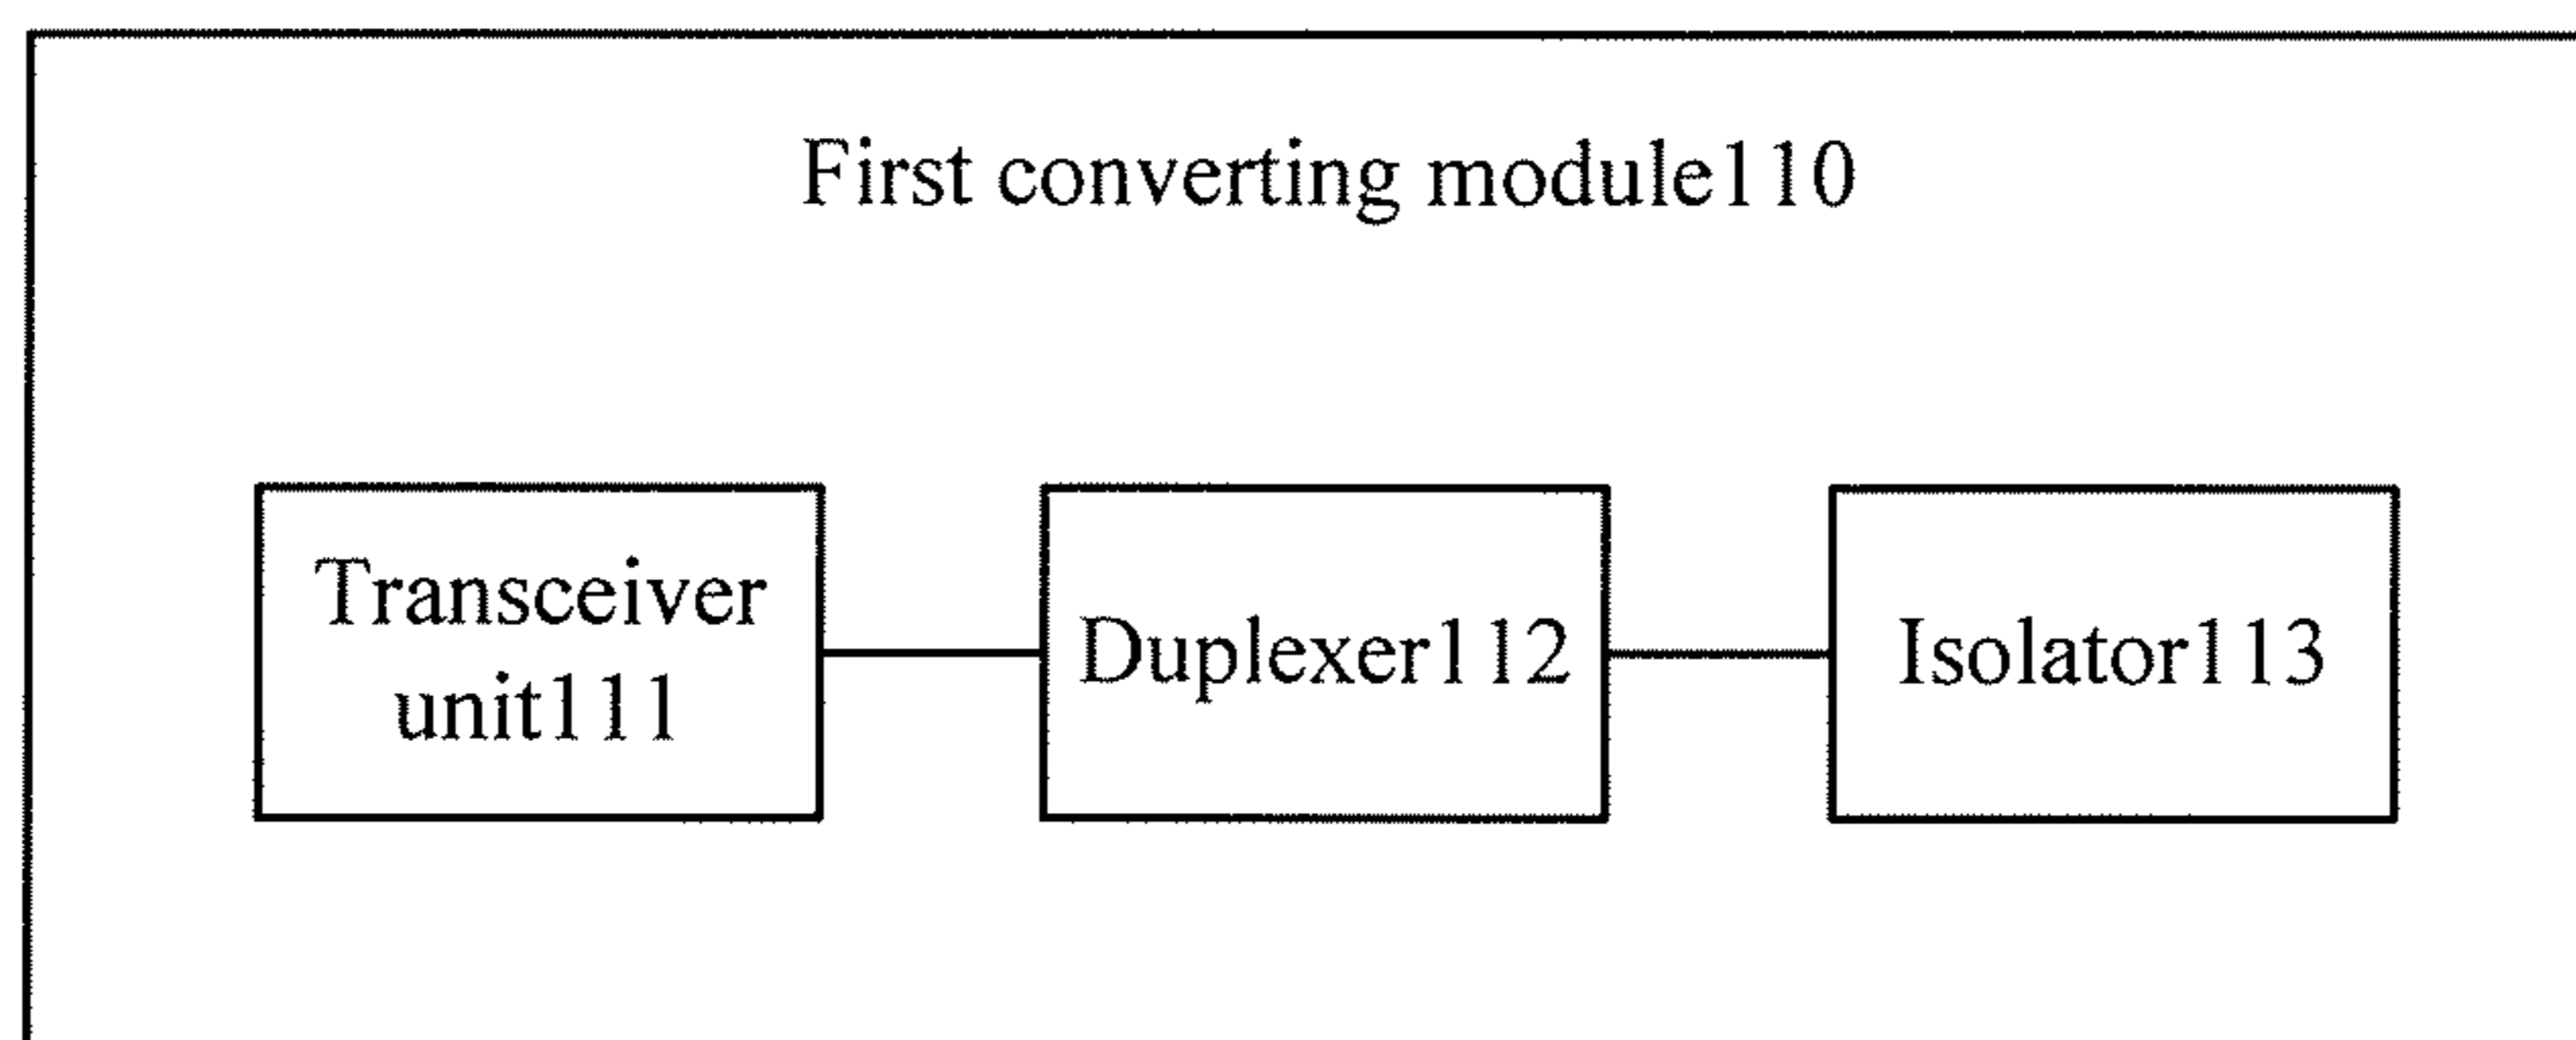 First converting module110
Transceiver
unit111
Duplexer112
Isolator113